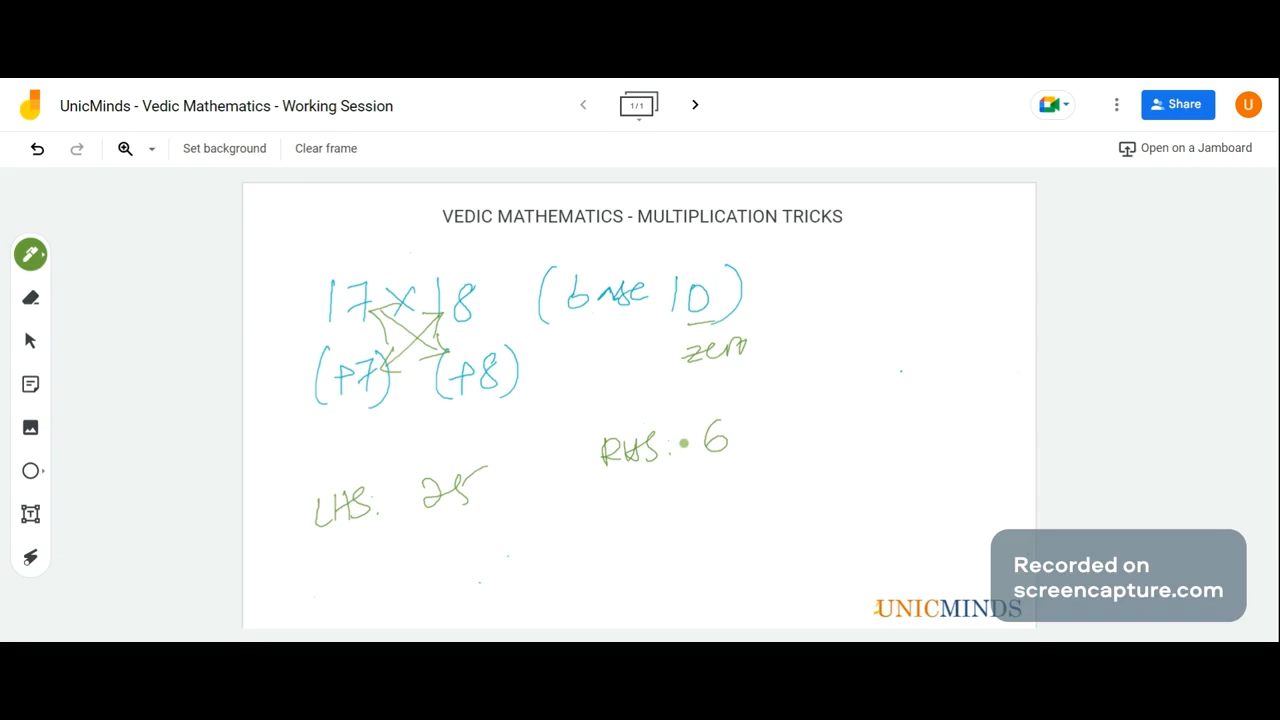 UnicMinds - Vedic Mathematics - Working Session
1/1
Share
U
Set background
Clear frame
Open on a Jamboard
VEDIC MATHEMATICS - MULTIPLICATION TRICKS
17 x 18 (base 10)
zero
(+7) (+8)
RHS: 6
LHS: 25
Recorded on
screencapture.com
UNICMINDS